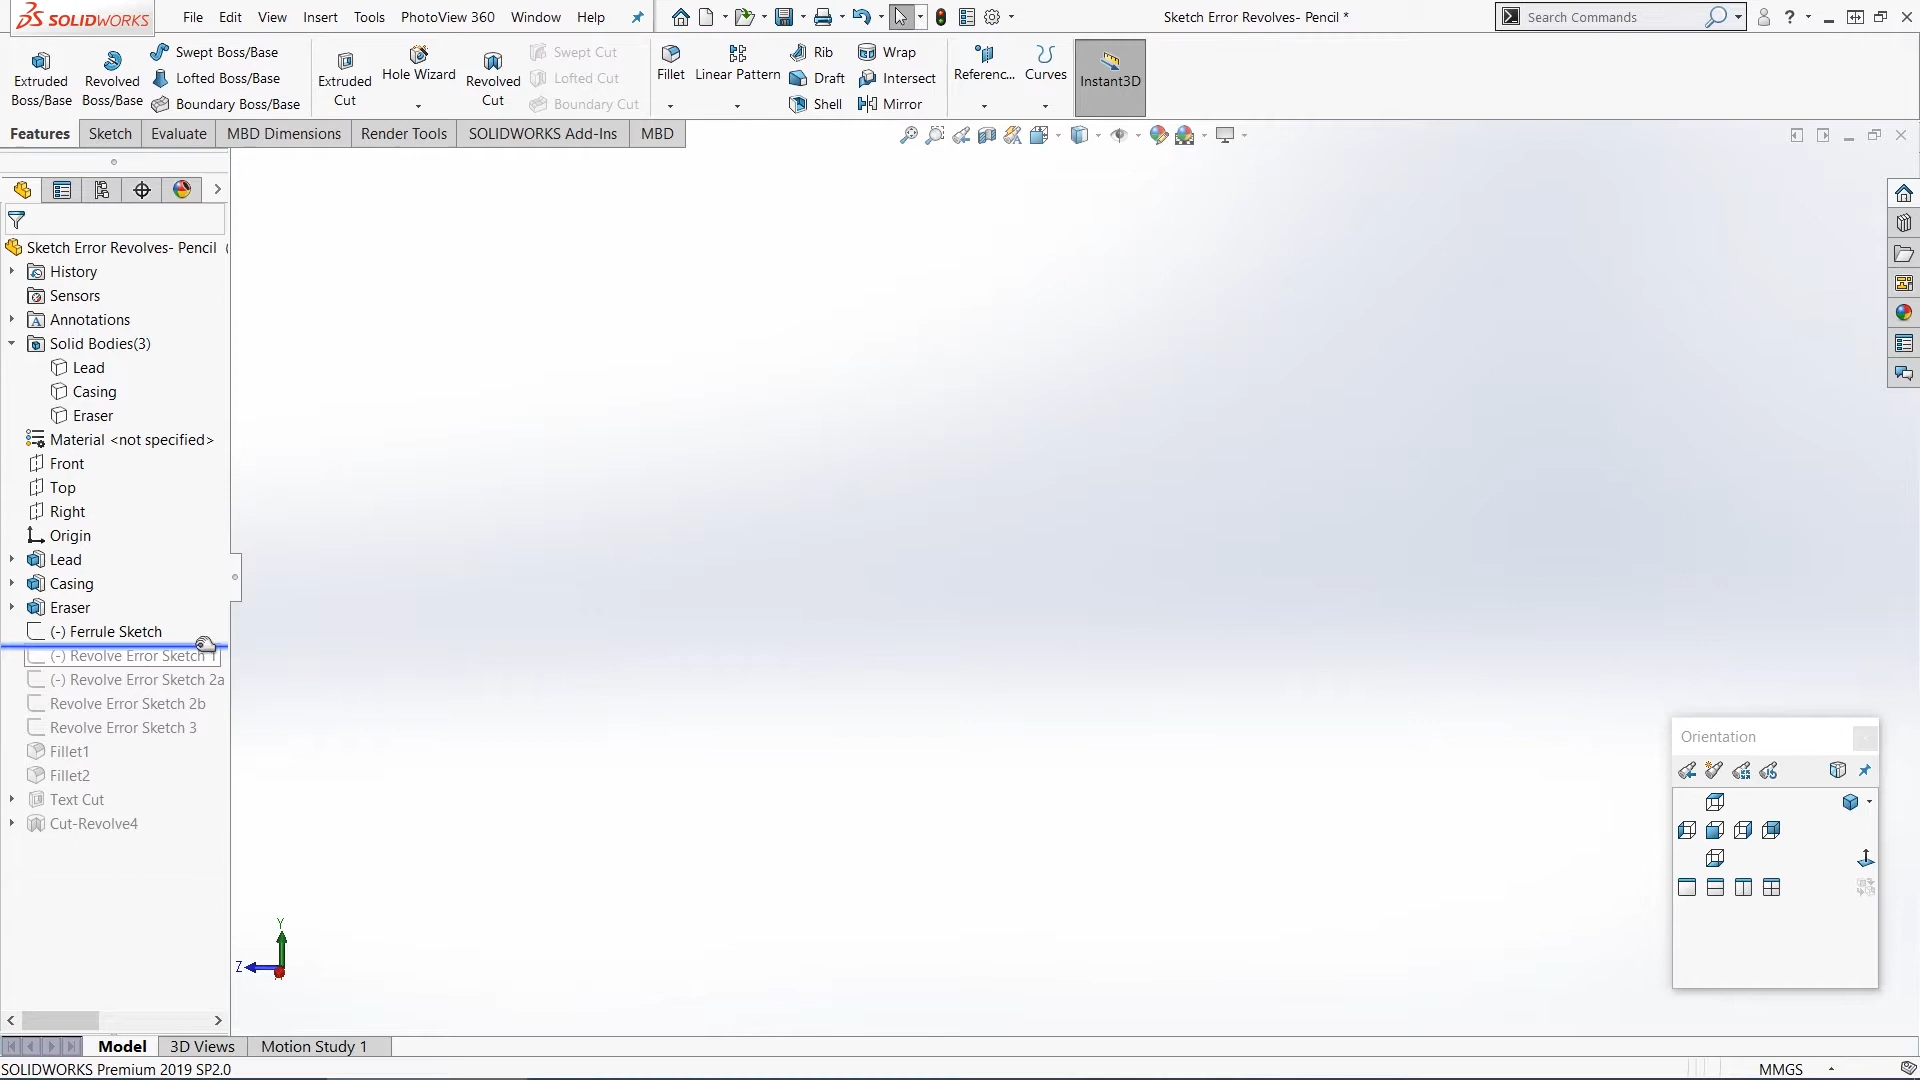 SOLIDWORKS
File Edit View Insert Tools PhotoView 360 Window Help
Sketch Error Revolves- Pencil *
Search Commands
Extruded Boss/Base
Revolved Boss/Base
Swept Boss/Base
Lofted Boss/Base
Boundary Boss/Base
Extruded Cut
Hole Wizard
Revolved Cut
Swept Cut
Lofted Cut
Boundary Cut
Fillet
Linear Pattern
Rib
Draft
Shell
Wrap
Intersect
Mirror
Referenc...
Curves
Instant3D
Features Sketch Evaluate MBD Dimensions Render Tools SOLIDWORKS Add-Ins MBD
Sketch Error Revolves- Pencil (
History
Sensors
Annotations
Solid Bodies(3)
Lead
Casing
Eraser
Material <not specified>
Front
Top
Right
Origin
Lead
Casing
Eraser
(-) Ferrule Sketch
(-) Revolve Error Sketch 1
(-) Revolve Error Sketch 2a
Revolve Error Sketch 2b
Revolve Error Sketch 3
Fillet1
Fillet2
Text Cut
Cut-Revolve4
Orientation
Y
Z
Model 3D Views Motion Study 1
SOLIDWORKS Premium 2019 SP2.0
MMGS